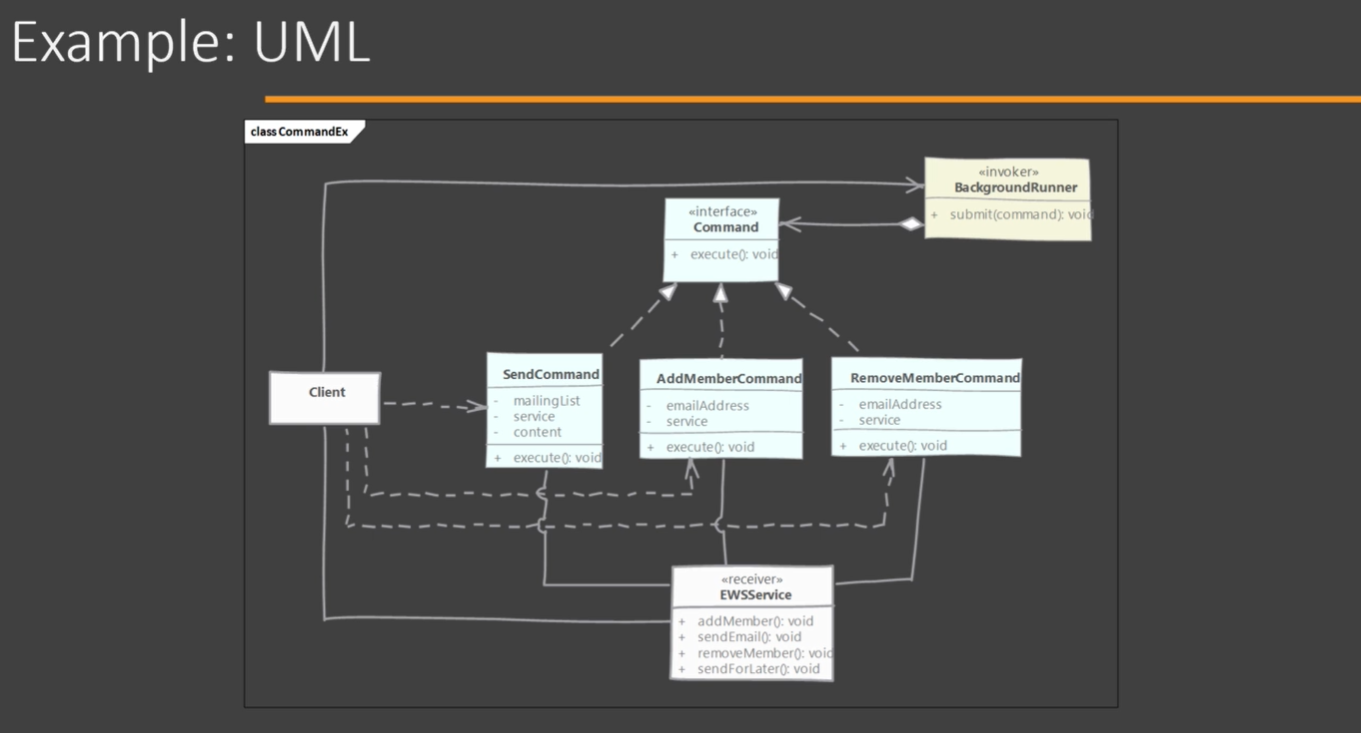 Example: UML
class CommandEx
«invoker»
BackgroundRunner
+ submit(command): void
«interface»
Command
+ execute(): void
Client
SendCommand
- mailingList
- service
- content
+ execute(): void
AddMemberCommand
- emailAddress
- service
+ execute(): void
RemoveMemberCommand
- emailAddress
- service
+ execute(): void
«receiver»
EWSService
+ addMember(): void
+ sendEmail(): void
+ removeMember(): void
+ sendForLater(): void